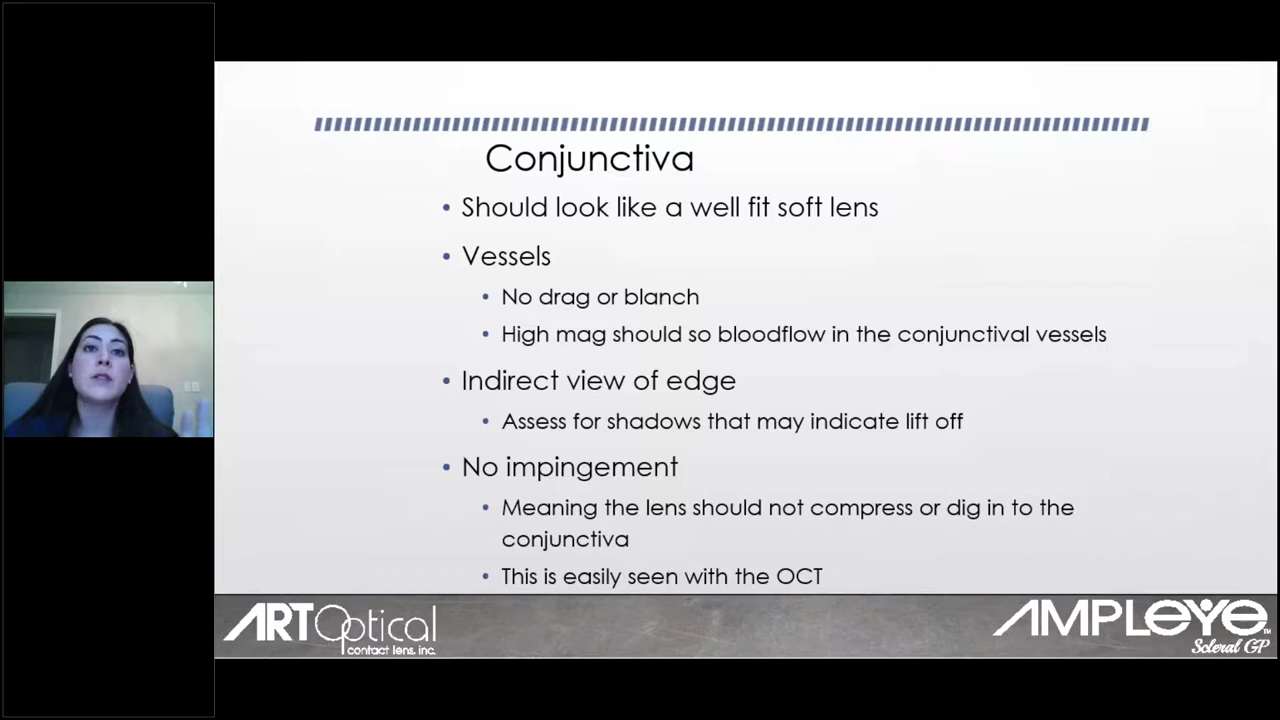 Conjunctiva
• Should look like a well fit soft lens
• Vessels
• No drag or blanch
• High mag should so bloodflow in the conjunctival vessels
• Indirect view of edge
• Assess for shadows that may indicate lift off
• No impingement
• Meaning the lens should not compress or dig in to the
conjunctiva
• This is easily seen with the OCT
ART Optical
contact lens, inc.
AMPLEYE™
Scleral GP